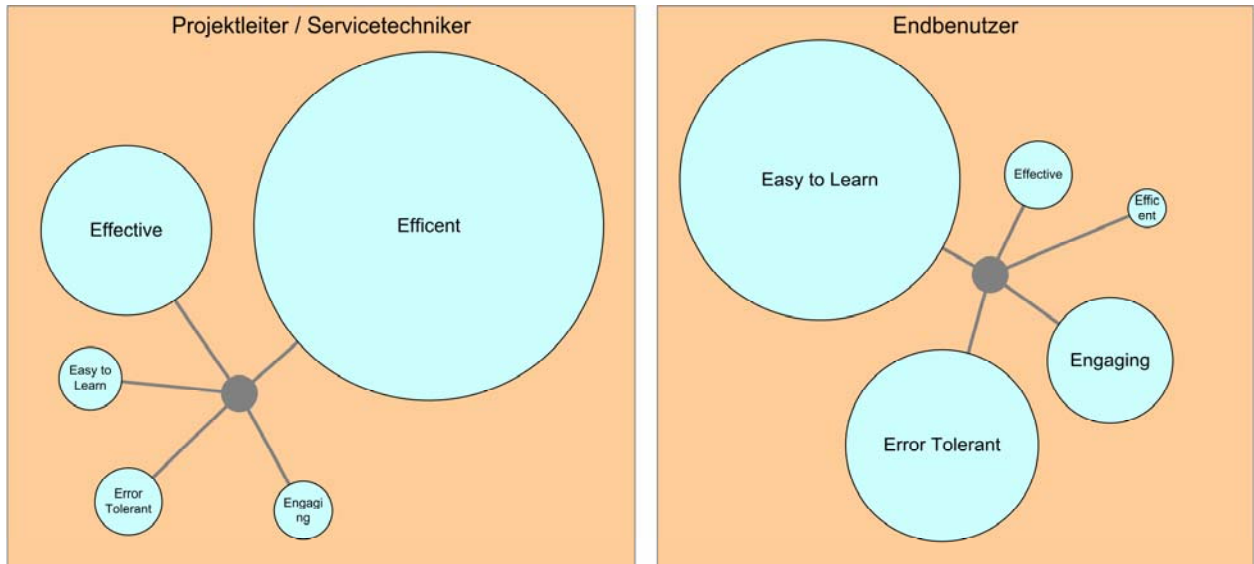 Projektleiter / Servicetechniker
Effective
Efficent
Easy to
Learn
Error
Tolerant
Engagi
ng
Endbenutzer
Easy to Learn
Effective
Effic
ent
Engaging
Error Tolerant